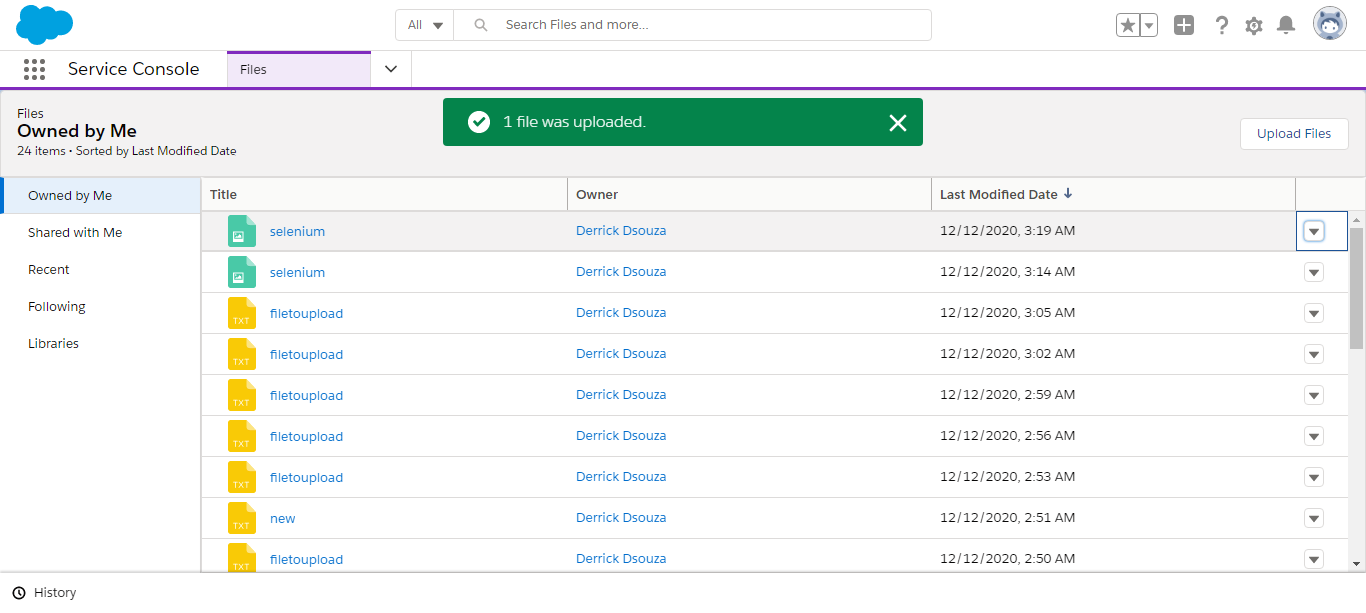 All
Search Files and more...
Service Console
Files
Files
Owned by Me
24 items • Sorted by Last Modified Date
1 file was uploaded.
Upload Files
Owned by Me
Shared with Me
Recent
Following
Libraries
Title Owner Last Modified Date
selenium Derrick Dsouza 12/12/2020, 3:19 AM
selenium Derrick Dsouza 12/12/2020, 3:14 AM
TXT filetoupload Derrick Dsouza 12/12/2020, 3:05 AM
TXT filetoupload Derrick Dsouza 12/12/2020, 3:02 AM
TXT filetoupload Derrick Dsouza 12/12/2020, 2:59 AM
TXT filetoupload Derrick Dsouza 12/12/2020, 2:56 AM
TXT filetoupload Derrick Dsouza 12/12/2020, 2:53 AM
TXT new Derrick Dsouza 12/12/2020, 2:51 AM
TXT filetoupload Derrick Dsouza 12/12/2020, 2:50 AM
History